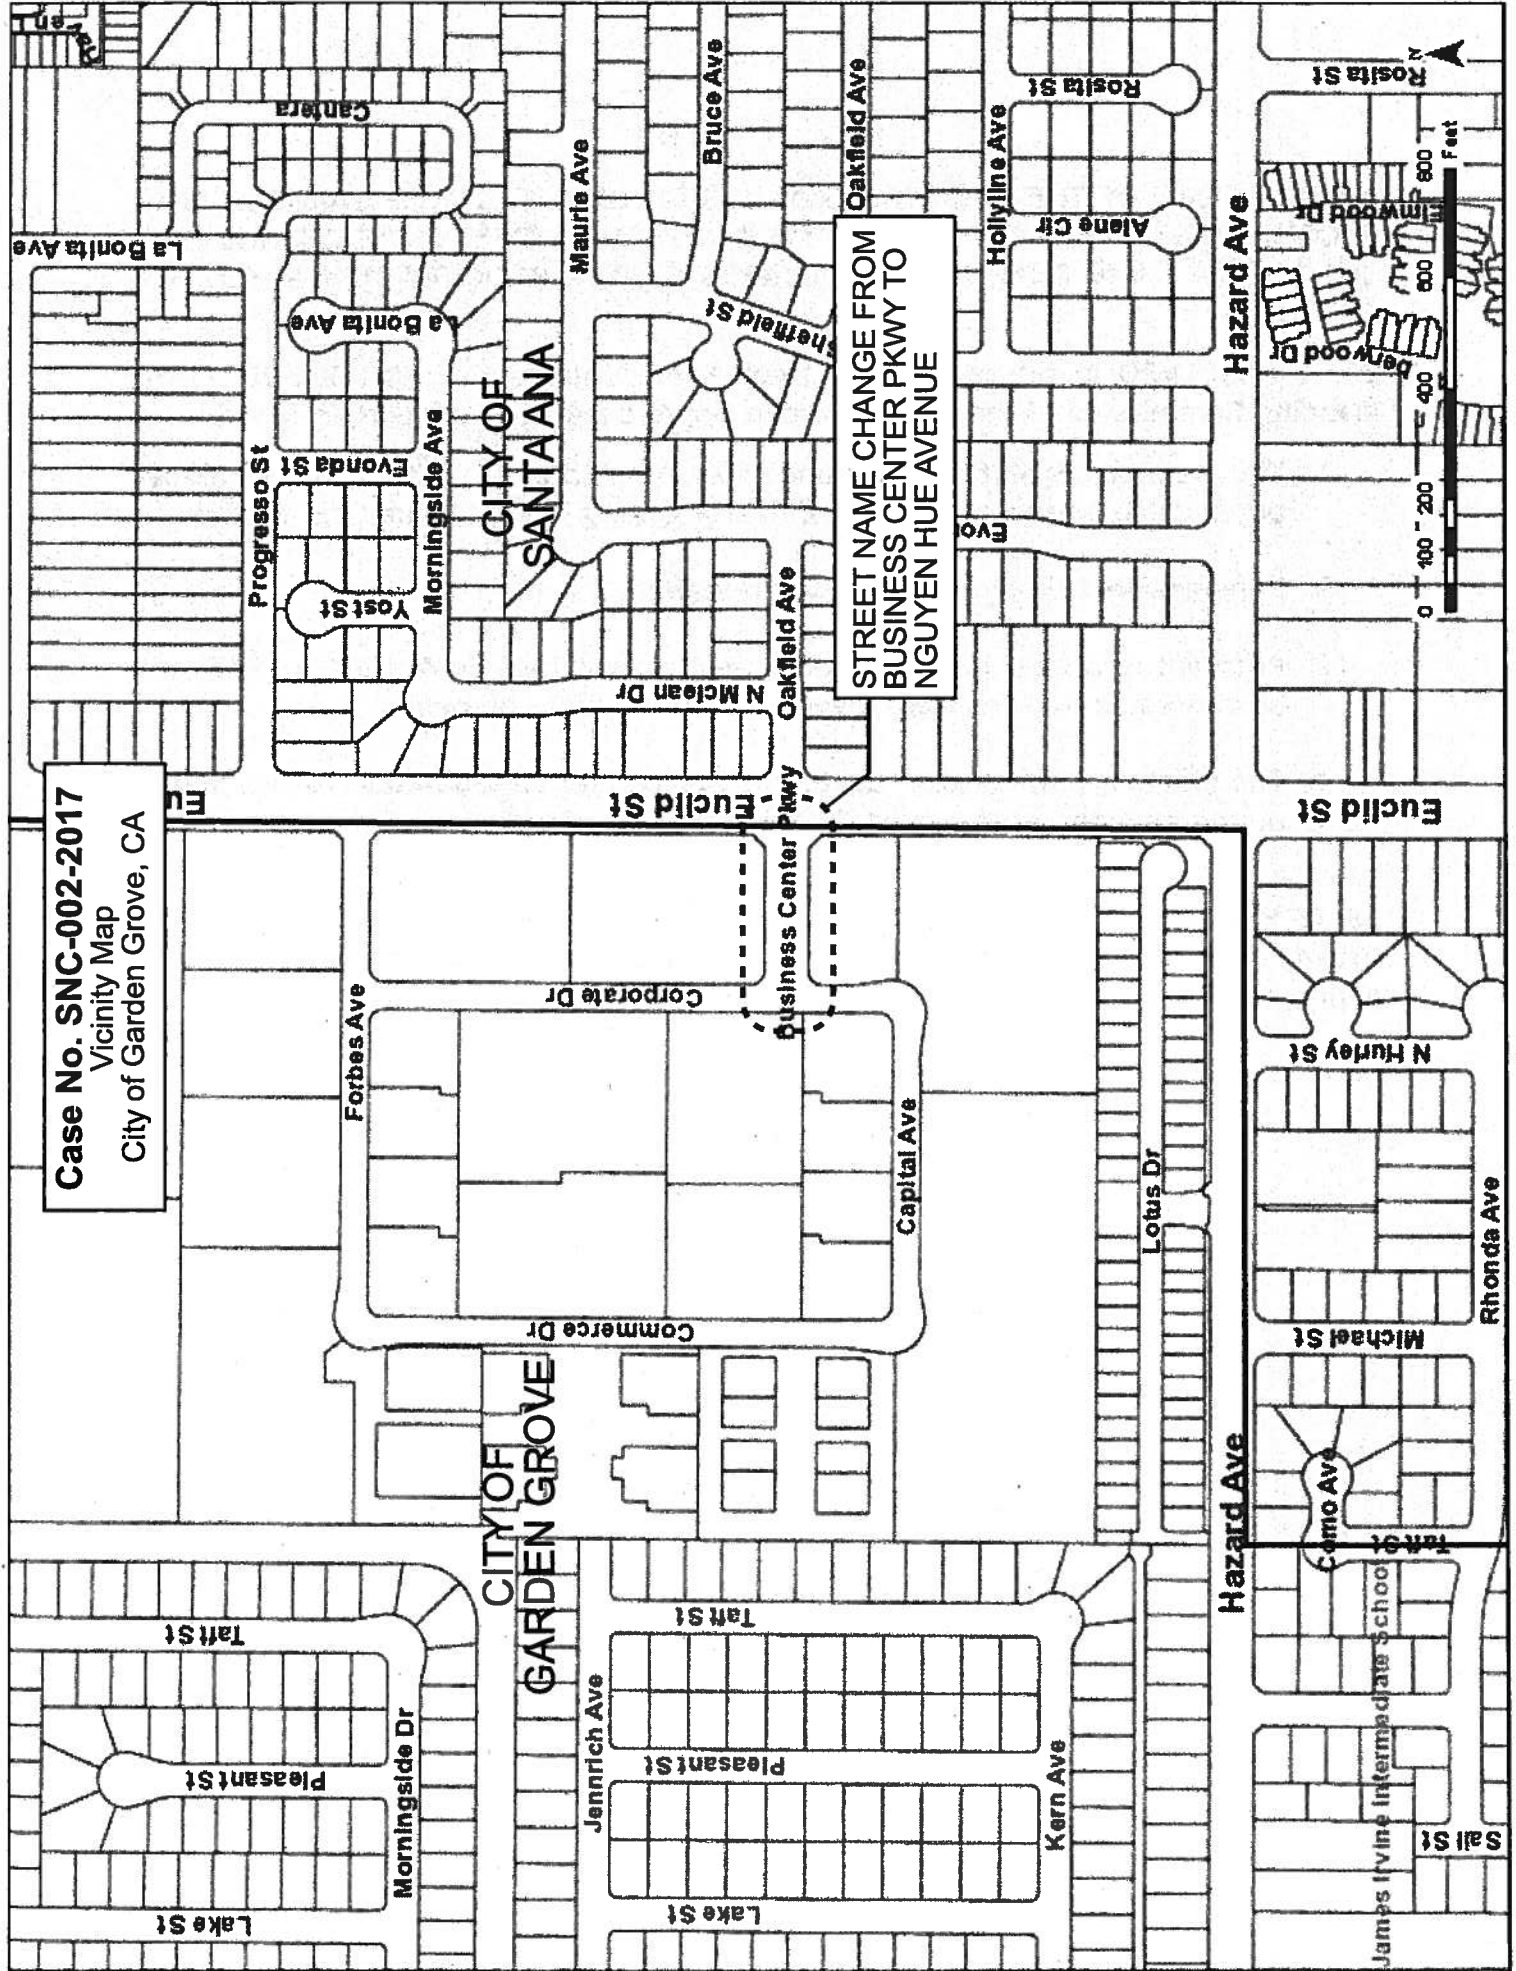 Case No. SNC-002-2017
Vicinity Map
City of Garden Grove, CA
CITY OF
GARDEN GROVE
CITY OF
SANTA ANA
STREET NAME CHANGE FROM
BUSINESS CENTER PKWY TO
NGUYEN HUE AVENUE
Lake St
Pleasant St
Taft St
Morningside Dr
Jennrich Ave
Lake St
Pleasant St
Taft St
Kern Ave
Forbes Ave
Commerce Dr
Corporate Dr
Capital Ave
Business Center Pkwy
Lotus Dr
Eu
Euclid St
Euclid St
La Bonita Ave
Cantera
Progresso St
Yost St
Evonda St
La Bonita Ave
Morningside Ave
N Mclean Dr
Maurie Ave
Bruce Ave
Sheffield St
Oakfield Ave
Oakfield Ave
Evon
Hollyline Ave
Alane Cir
Rosita St
Hazard Ave
Hazard Ave
James Irvine Intermediate School
Sail St
Taft St
Como Ave
Michael St
Rhonda Ave
N Hurley St
Derwood Dr
Rosita St
N
0 100 200 400 600 800
Feet